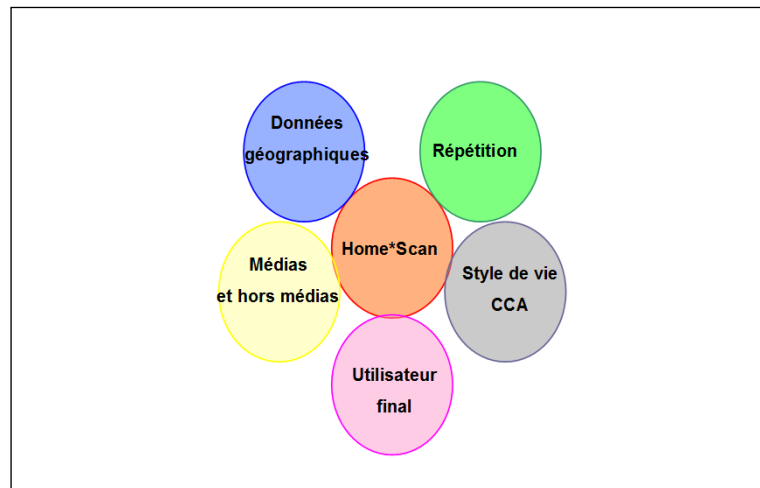 Données
géographiques
Répétition
Home*Scan
Médias
et hors médias
Style de vie
CCA
Utilisateur
final